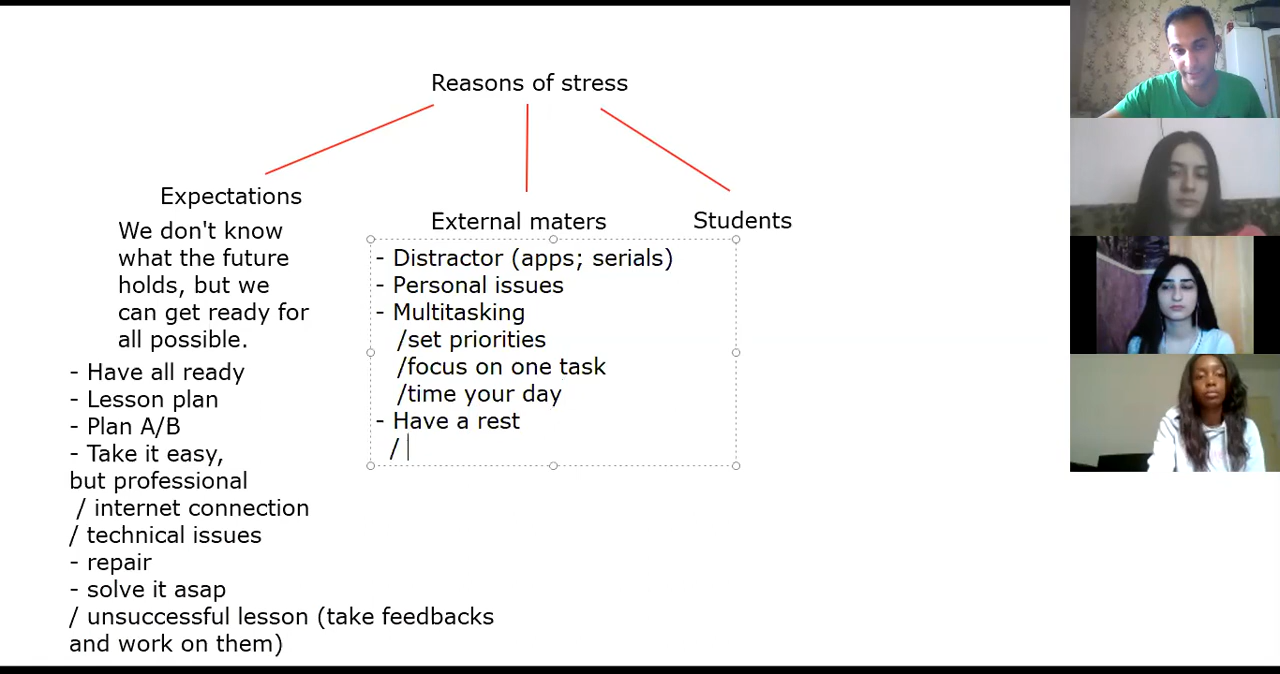 Reasons of stress
Expectations
We don't know
what the future
holds, but we
can get ready for
all possible.
- Have all ready
- Lesson plan
- Plan A/B
- Take it easy,
but professional
/ internet connection
/ technical issues
- repair
- solve it asap
/ unsuccessful lesson (take feedbacks
and work on them)
External maters
- Distractor (apps; serials)
- Personal issues
- Multitasking
/set priorities
/focus on one task
/time your day
- Have a rest
/
Students